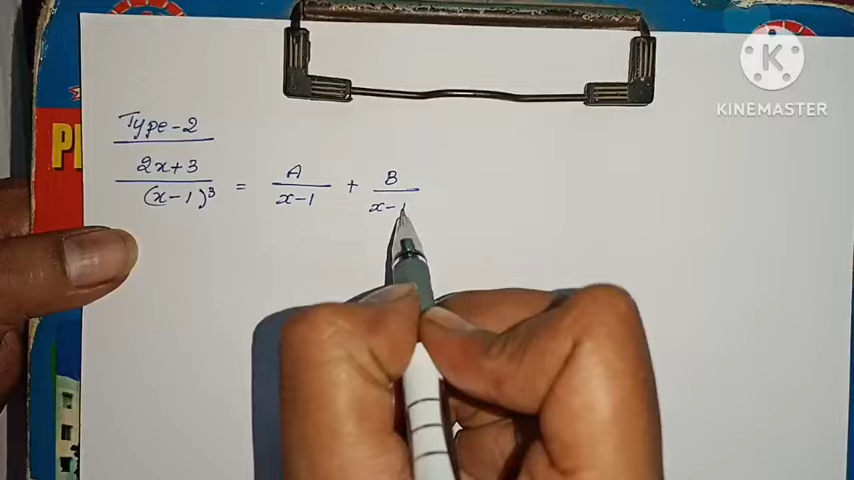 KINEMASTER
Type-2
2x+3 / (x-1)³ = A / x-1 + B / x-1